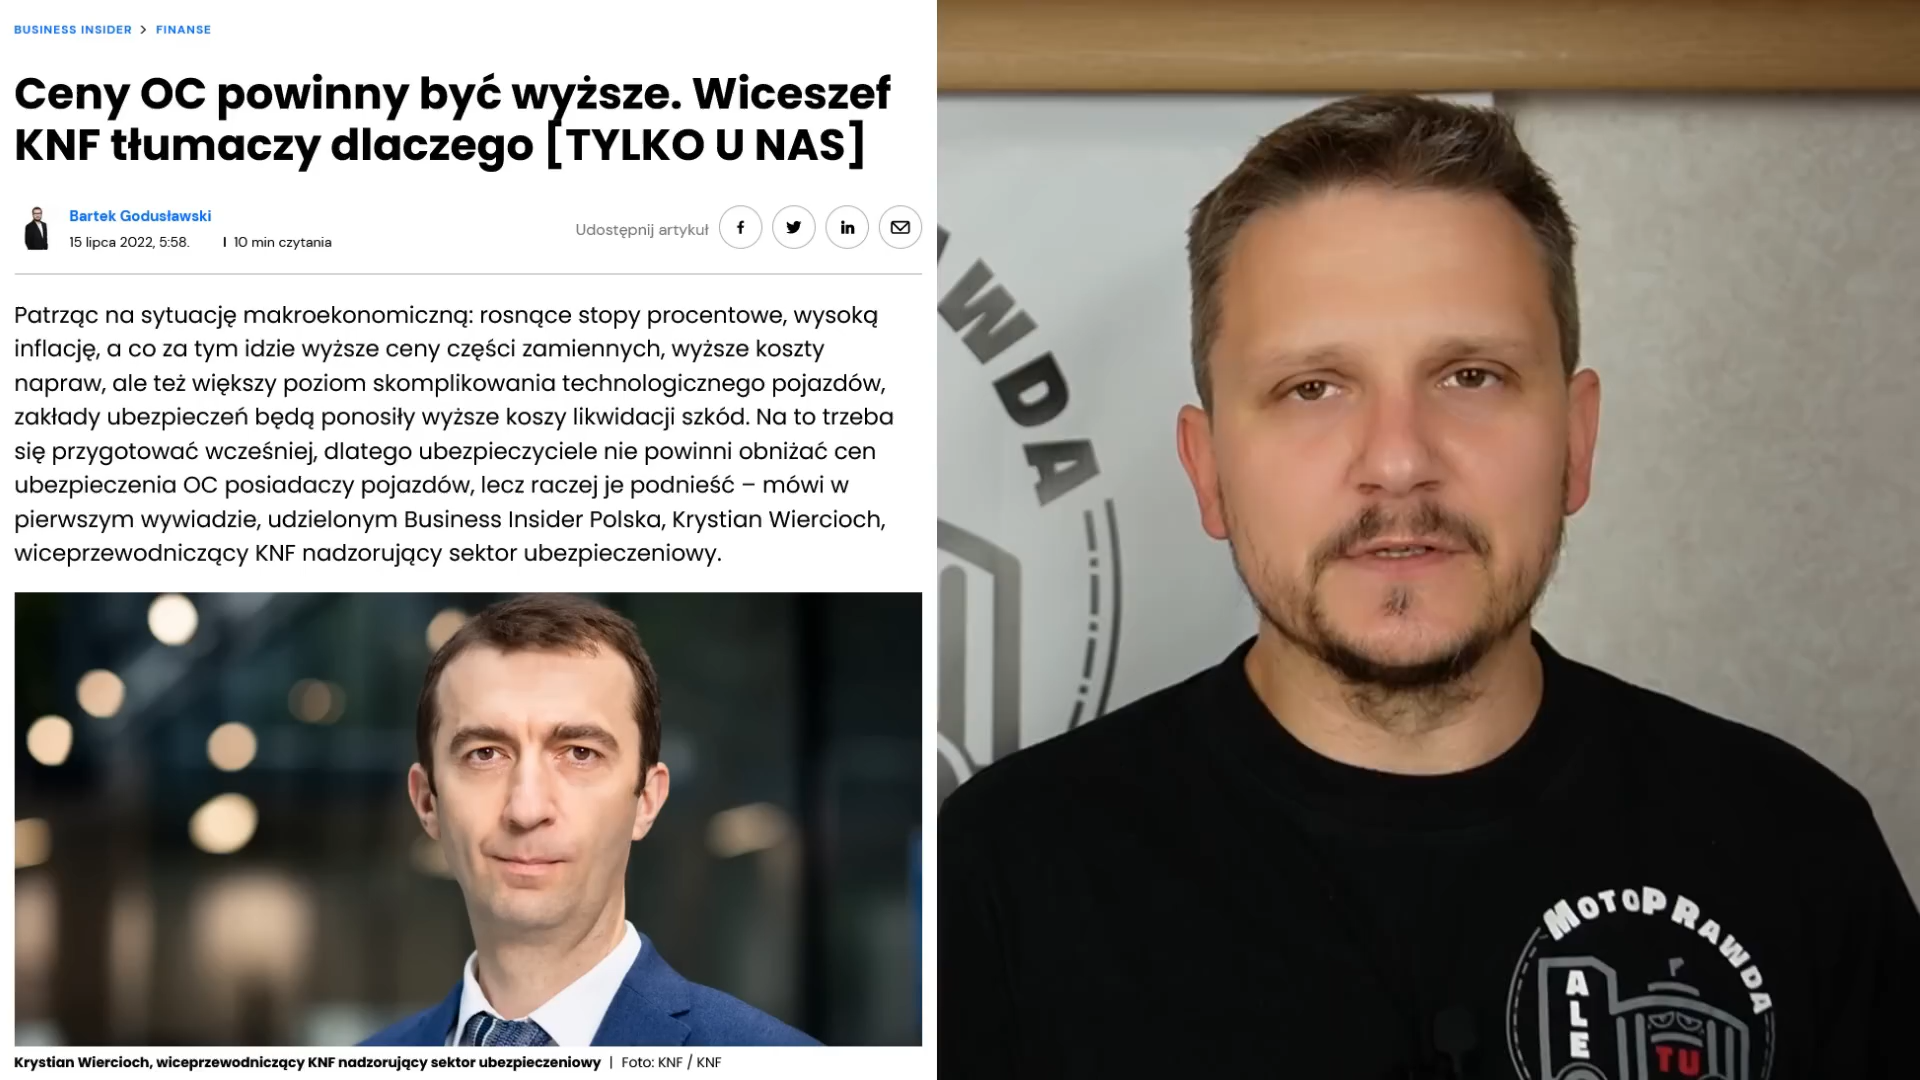 BUSINESS INSIDER > FINANSE
Ceny OC powinny być wyższe. Wiceszef
KNF tłumaczy dlaczego [TYLKO U NAS]
Bartek Godusławski
15 lipca 2022, 5:58. | 10 min czytania
Udostępnij artykuł
Patrząc na sytuację makroekonomiczną: rosnące stopy procentowe, wysoką
inflację, a co za tym idzie wyższe ceny części zamiennych, wyższe koszty
napraw, ale też większy poziom skomplikowania technologicznego pojazdów,
zakłady ubezpieczeń będą ponosiły wyższe koszy likwidacji szkód. Na to trzeba
się przygotować wcześniej, dlatego ubezpieczyciele nie powinni obniżać cen
ubezpieczenia OC posiadaczy pojazdów, lecz raczej je podnieść – mówi w
pierwszym wywiadzie, udzielonym Business Insider Polska, Krystian Wiercioch,
wiceprzewodniczący KNF nadzorujący sektor ubezpieczeniowy.
Krystian Wiercioch, wiceprzewodniczący KNF nadzorujący sektor ubezpieczeniowy | Foto: KNF / KNF
AWDA
MOTOPRAWDA
ALE
TU